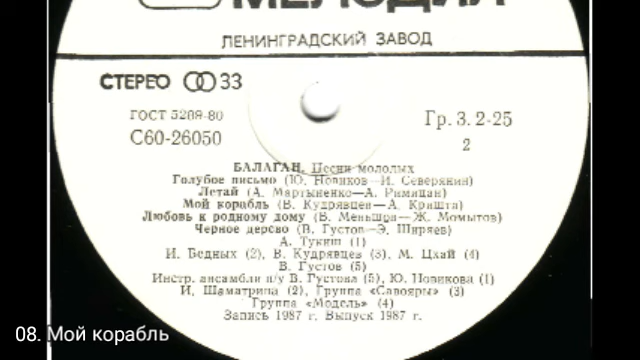 МЕЛОДИЯ
ЛЕНИНГРАДСКИЙ ЗАВОД
СТЕРЕО 33
ГОСТ 5289-80
С60-26050
Гр. 3. 2-25
2
БАЛАГАН. Песни молодых
Голубое письмо (Ю. Новиков—И. Северянин)
Летай (А. Мартыненко—А. Римицан)
Мой корабль (В. Кудрявцев—А. Кришта)
Любовь к родному дому (В. Меньшов—Ж. Момытов)
Черное дерево (В. Густов—Э. Ширяев)
А. Тукиш (1)
И. Бедных (2), В. Кудрявцев (3), М. Цхай (4)
В. Густов (5)
Инстр. ансамбли п/у В. Густова (5), Ю. Новикова (1)
И. Шаматрина (2), Группа «Савояры» (3)
Группа «Модель» (4)
Запись 1987 г. Выпуск 1987 г.
08. Мой корабль